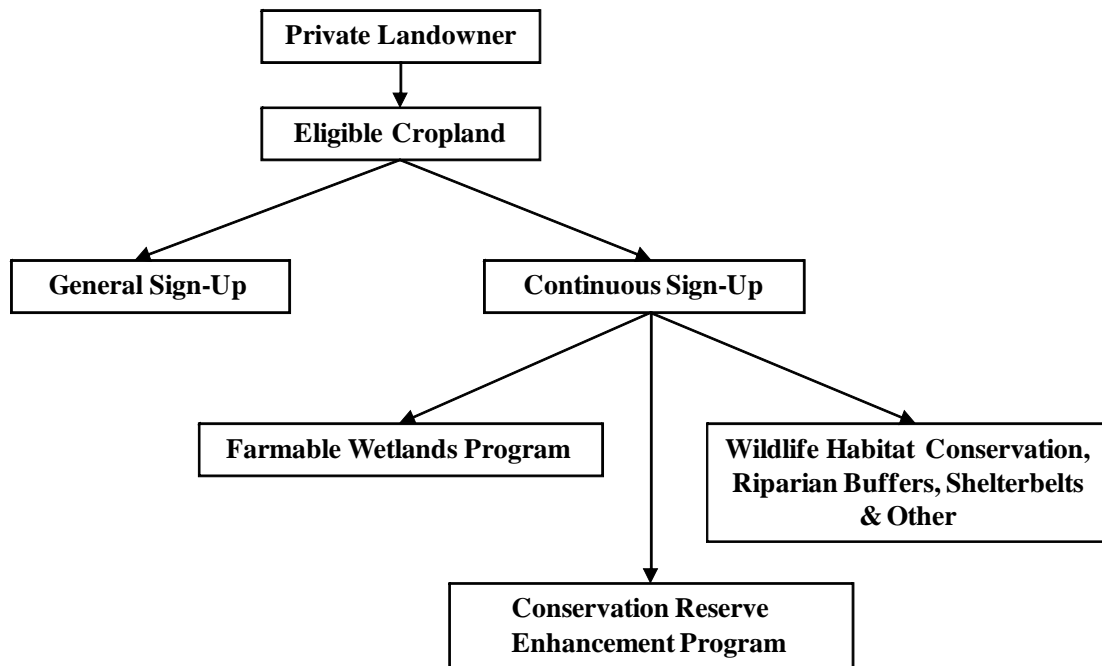 Private Landowner
Eligible Cropland
General Sign-Up
Continuous Sign-Up
Farmable Wetlands Program
Wildlife Habitat Conservation,
Riparian Buffers, Shelterbelts
& Other
Conservation Reserve
Enhancement Program